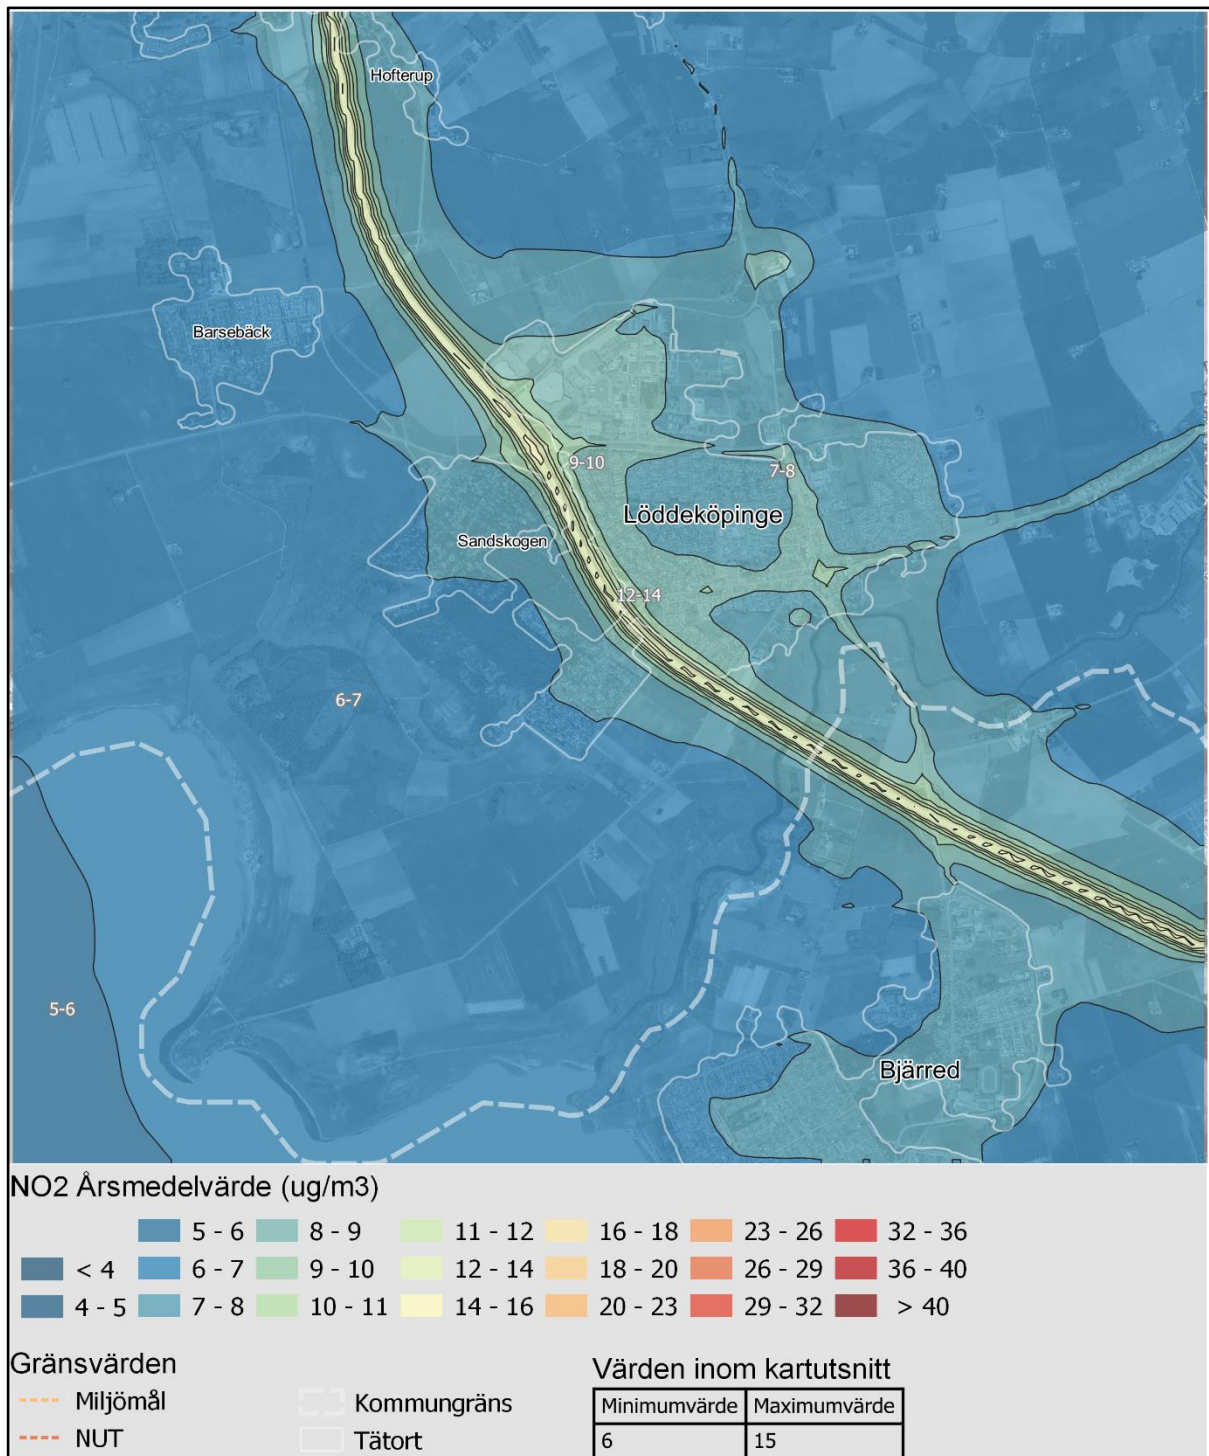 Hofterup
Barsebäck
9-10
7-8
Löddeköpinge
Sandskogen
12-14
6-7
5-6
Bjärred
NO2 Årsmedelvärde (ug/m3)
5 - 6 8 - 9 11 - 12 16 - 18 23 - 26 32 - 36
< 4 6 - 7 9 - 10 12 - 14 18 - 20 26 - 29 36 - 40
4 - 5 7 - 8 10 - 11 14 - 16 20 - 23 29 - 32 > 40
Gränsvärden Värden inom kartutsnitt
Miljömål Kommungräns Minimumvärde Maximumvärde
NUT Tätort 6 15